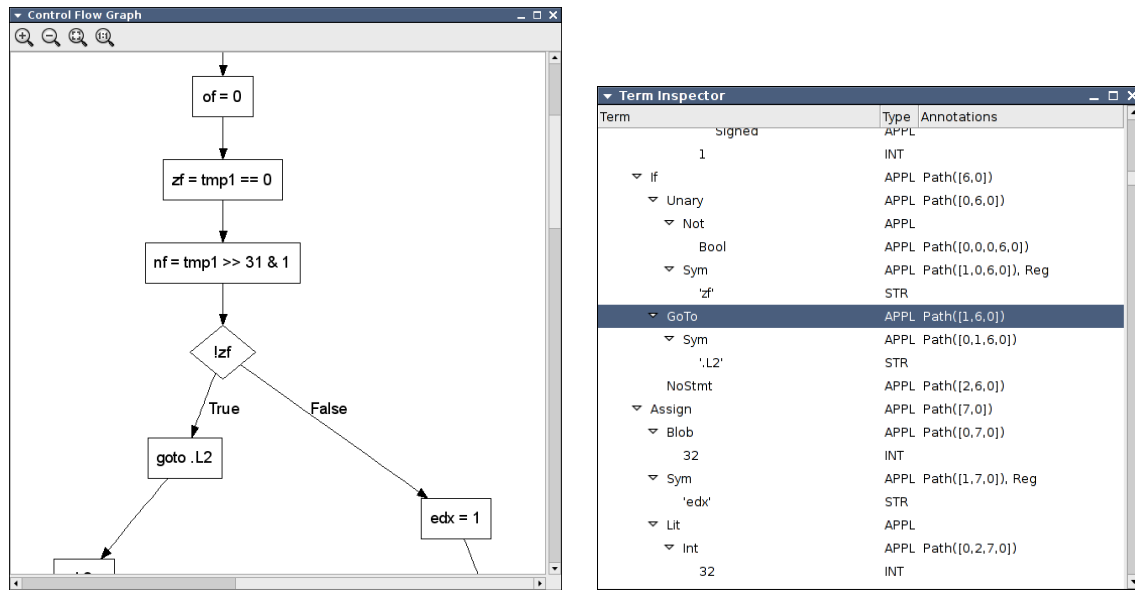 Control Flow Graph
of = 0
zf = tmp1 == 0
nf = tmp1 >> 31 & 1
!zf
True
False
goto .L2
edx = 1
Term Inspector
Term Type Annotations
Signed APPL
1 INT
If APPL Path([6,0])
Unary APPL Path([0,6,0])
Not APPL
Bool APPL Path([0,0,0,6,0])
Sym APPL Path([1,0,6,0]), Reg
'zf' STR
GoTo APPL Path([1,6,0])
Sym APPL Path([0,1,6,0])
'.L2' STR
NoStmt APPL Path([2,6,0])
Assign APPL Path([7,0])
Blob APPL Path([0,7,0])
32 INT
Sym APPL Path([1,7,0]), Reg
'edx' STR
Lit APPL
Int APPL Path([0,2,7,0])
32 INT